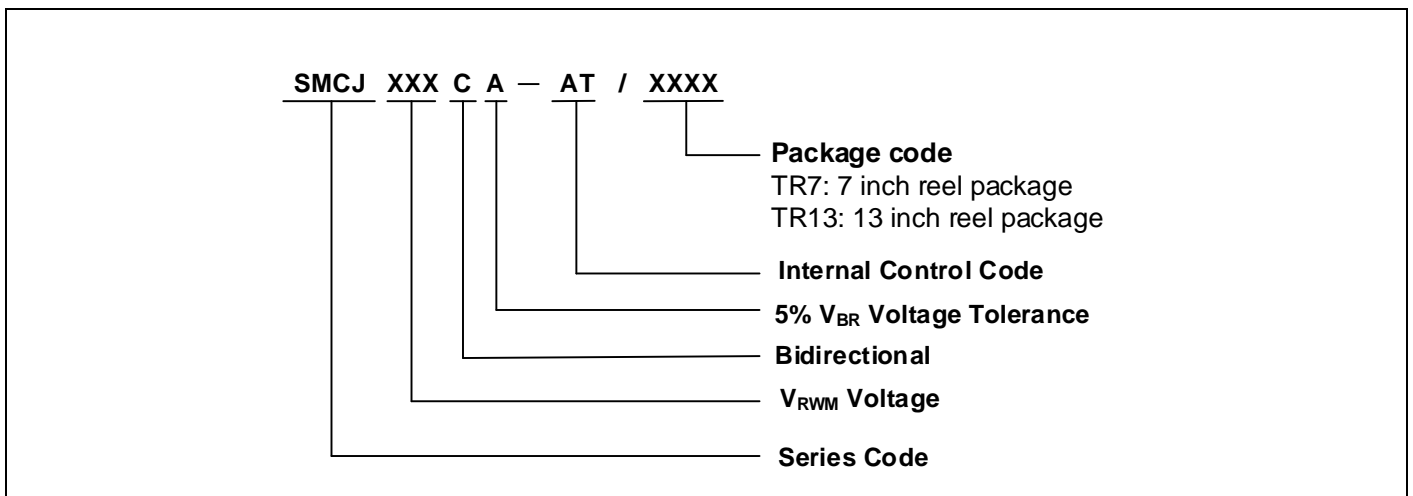 SMCJ XXX C A — AT / XXXX
Package code
TR7: 7 inch reel package
TR13: 13 inch reel package
Internal Control Code
5% VBR Voltage Tolerance
Bidirectional
VRWM Voltage
Series Code